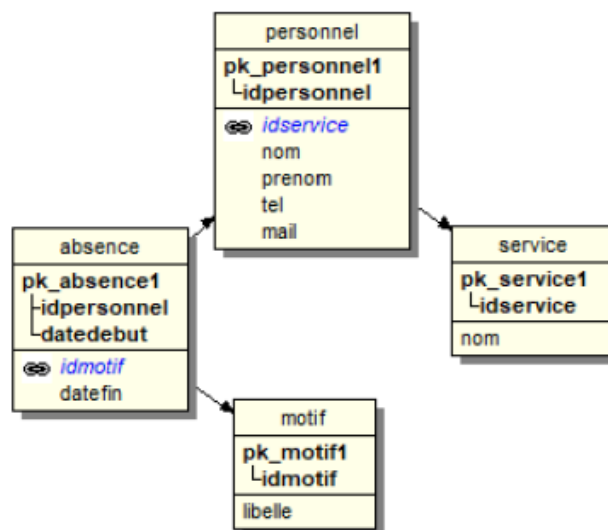 personnel
pk_personnel1
idpersonnel
idservice
nom
prenom
tel
mail
absence
pk_absence1
idpersonnel
datedebut
idmotif
datefin
service
pk_service1
idservice
nom
motif
pk_motif1
idmotif
libelle